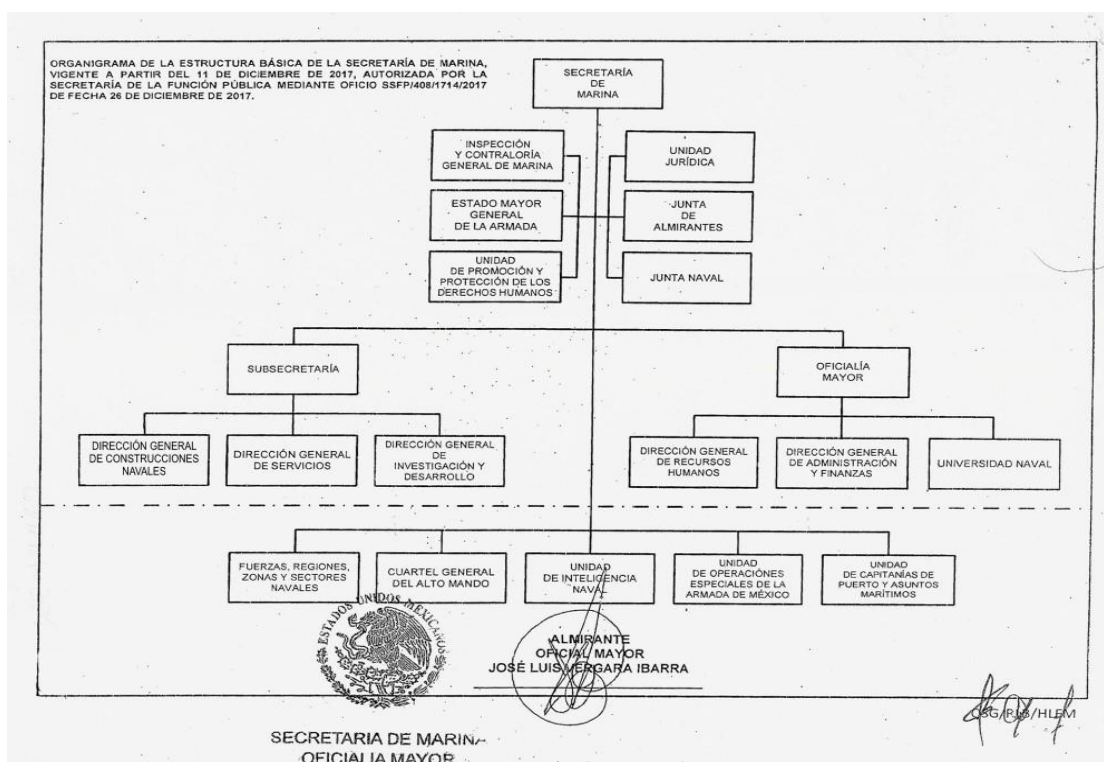 ORGANIGRAMA DE LA ESTRUCTURA BÁSICA DE LA SECRETARÍA DE MARINA,
VIGENTE A PARTIR DEL 11 DE DICIEMBRE DE 2017, AUTORIZADA POR LA
SECRETARÍA DE LA FUNCIÓN PÚBLICA MEDIANTE OFICIO SSFP/408/1714/2017
DE FECHA 26 DE DICIEMBRE DE 2017.
SECRETARÍA
DE
MARINA
INSPECCIÓN
Y CONTRALORÍA
GENERAL DE MARINA
UNIDAD
JURÍDICA
ESTADO MAYOR
GENERAL
DE LA ARMADA
JUNTA
DE
ALMIRANTES
UNIDAD
DE PROMOCIÓN Y
PROTECCIÓN DE LOS
DERECHOS HUMANOS
JUNTA NAVAL
SUBSECRETARÍA
OFICIALÍA
MAYOR
DIRECCIÓN GENERAL
DE CONSTRUCCIONES
NAVALES
DIRECCIÓN GENERAL
DE SERVICIOS
DIRECCIÓN GENERAL
DE
INVESTIGACIÓN Y
DESARROLLO
DIRECCIÓN GENERAL
DE RECURSOS
HUMANOS
DIRECCIÓN GENERAL
DE ADMINISTRACIÓN
Y FINANZAS
UNIVERSIDAD NAVAL
FUERZAS, REGIONES,
ZONAS Y SECTORES
NAVALES
CUARTEL GENERAL
DEL ALTO MANDO
UNIDAD
DE INTELIGENCIA
NAVAL
UNIDAD
DE OPERACIÓNES
ESPECIALES DE LA
ARMADA DE MÉXICO
UNIDAD
DE CAPITANÍAS DE
PUERTO Y ASUNTOS
MARÍTIMOS
ESTADOS UNIDOS MEXICANOS
ALMIRANTE
OFICIAL MAYOR
JOSÉ LUIS VERGARA IBARRA
SECRETARIA DE MARINA
OFICIALIA MAYOR